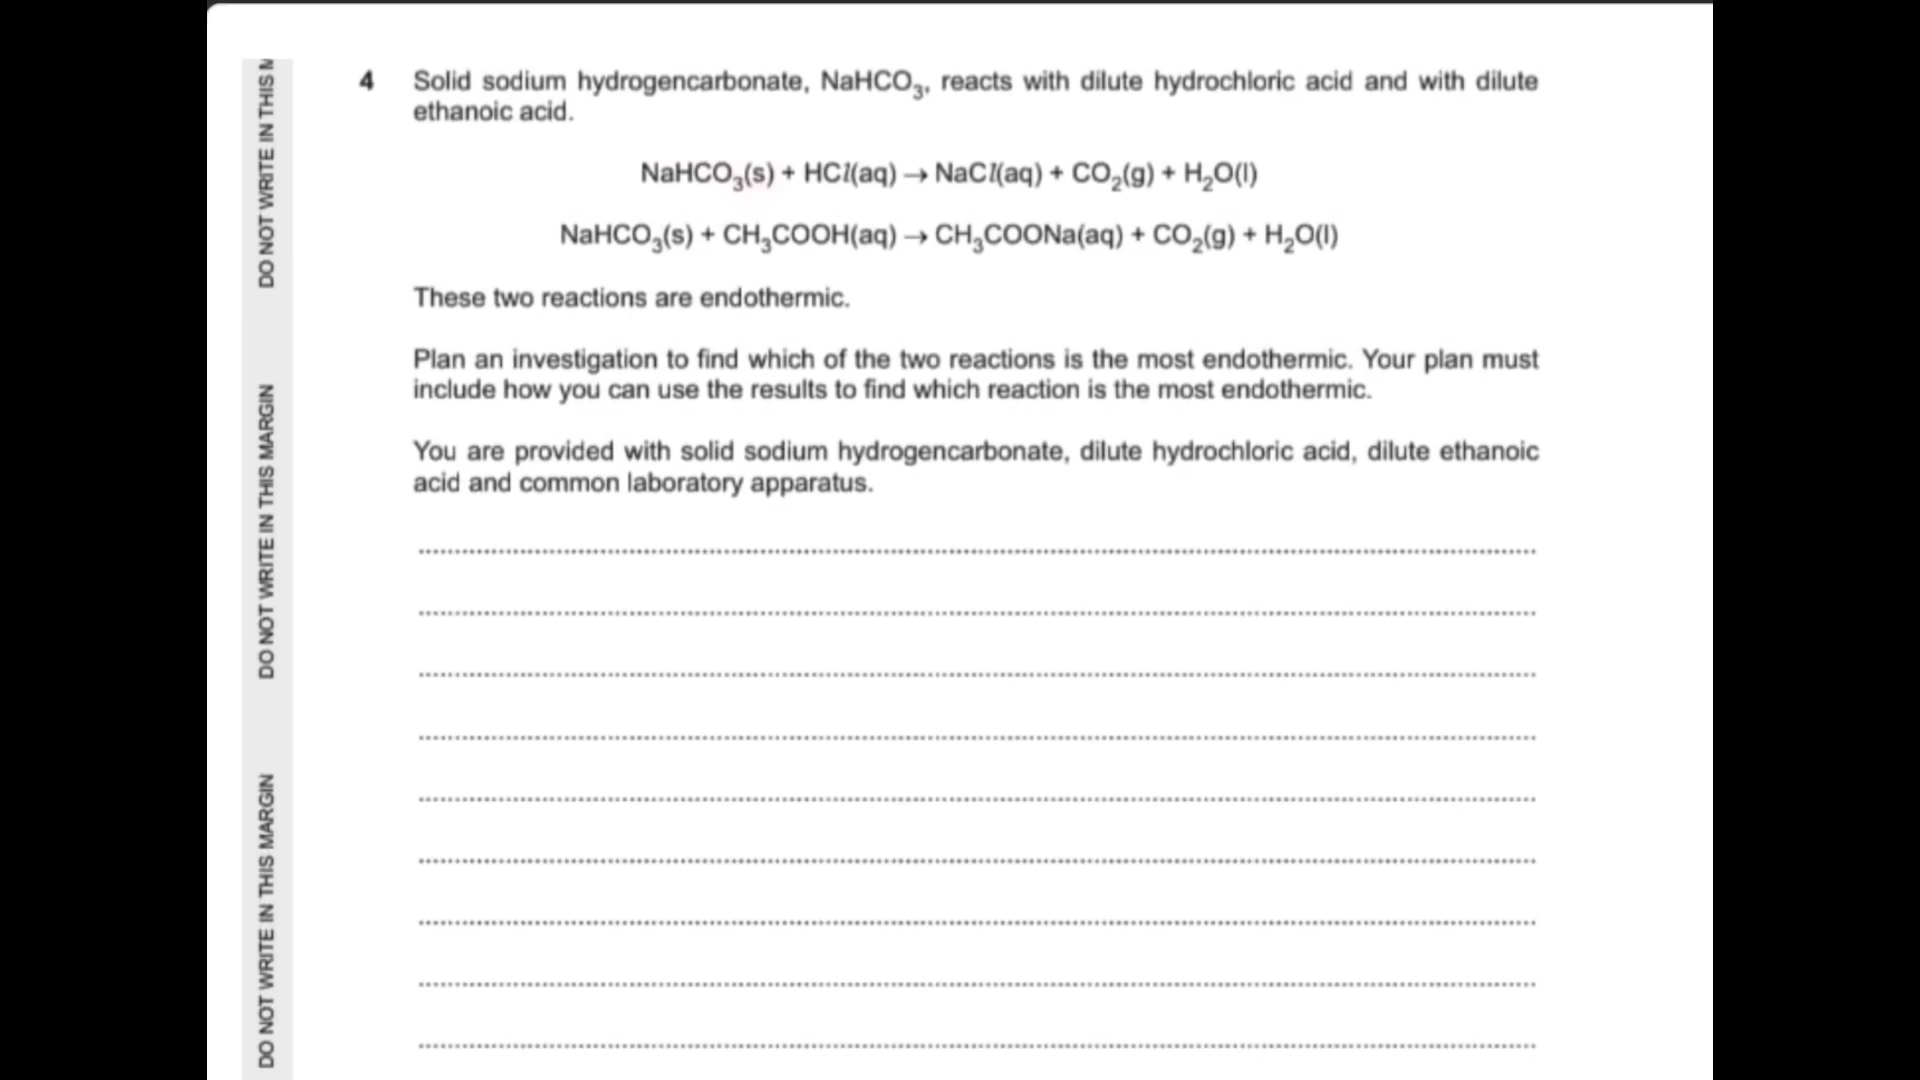 DO NOT WRITE IN THIS M
DO NOT WRITE IN THIS MARGIN
DO NOT WRITE IN THIS MARGIN
4 Solid sodium hydrogencarbonate, NaHCO₃, reacts with dilute hydrochloric acid and with dilute
ethanoic acid.
NaHCO₃(s) + HCl(aq) → NaCl(aq) + CO₂(g) + H₂O(l)
NaHCO₃(s) + CH₃COOH(aq) → CH₃COONa(aq) + CO₂(g) + H₂O(l)
These two reactions are endothermic.
Plan an investigation to find which of the two reactions is the most endothermic. Your plan must
include how you can use the results to find which reaction is the most endothermic.
You are provided with solid sodium hydrogencarbonate, dilute hydrochloric acid, dilute ethanoic
acid and common laboratory apparatus.